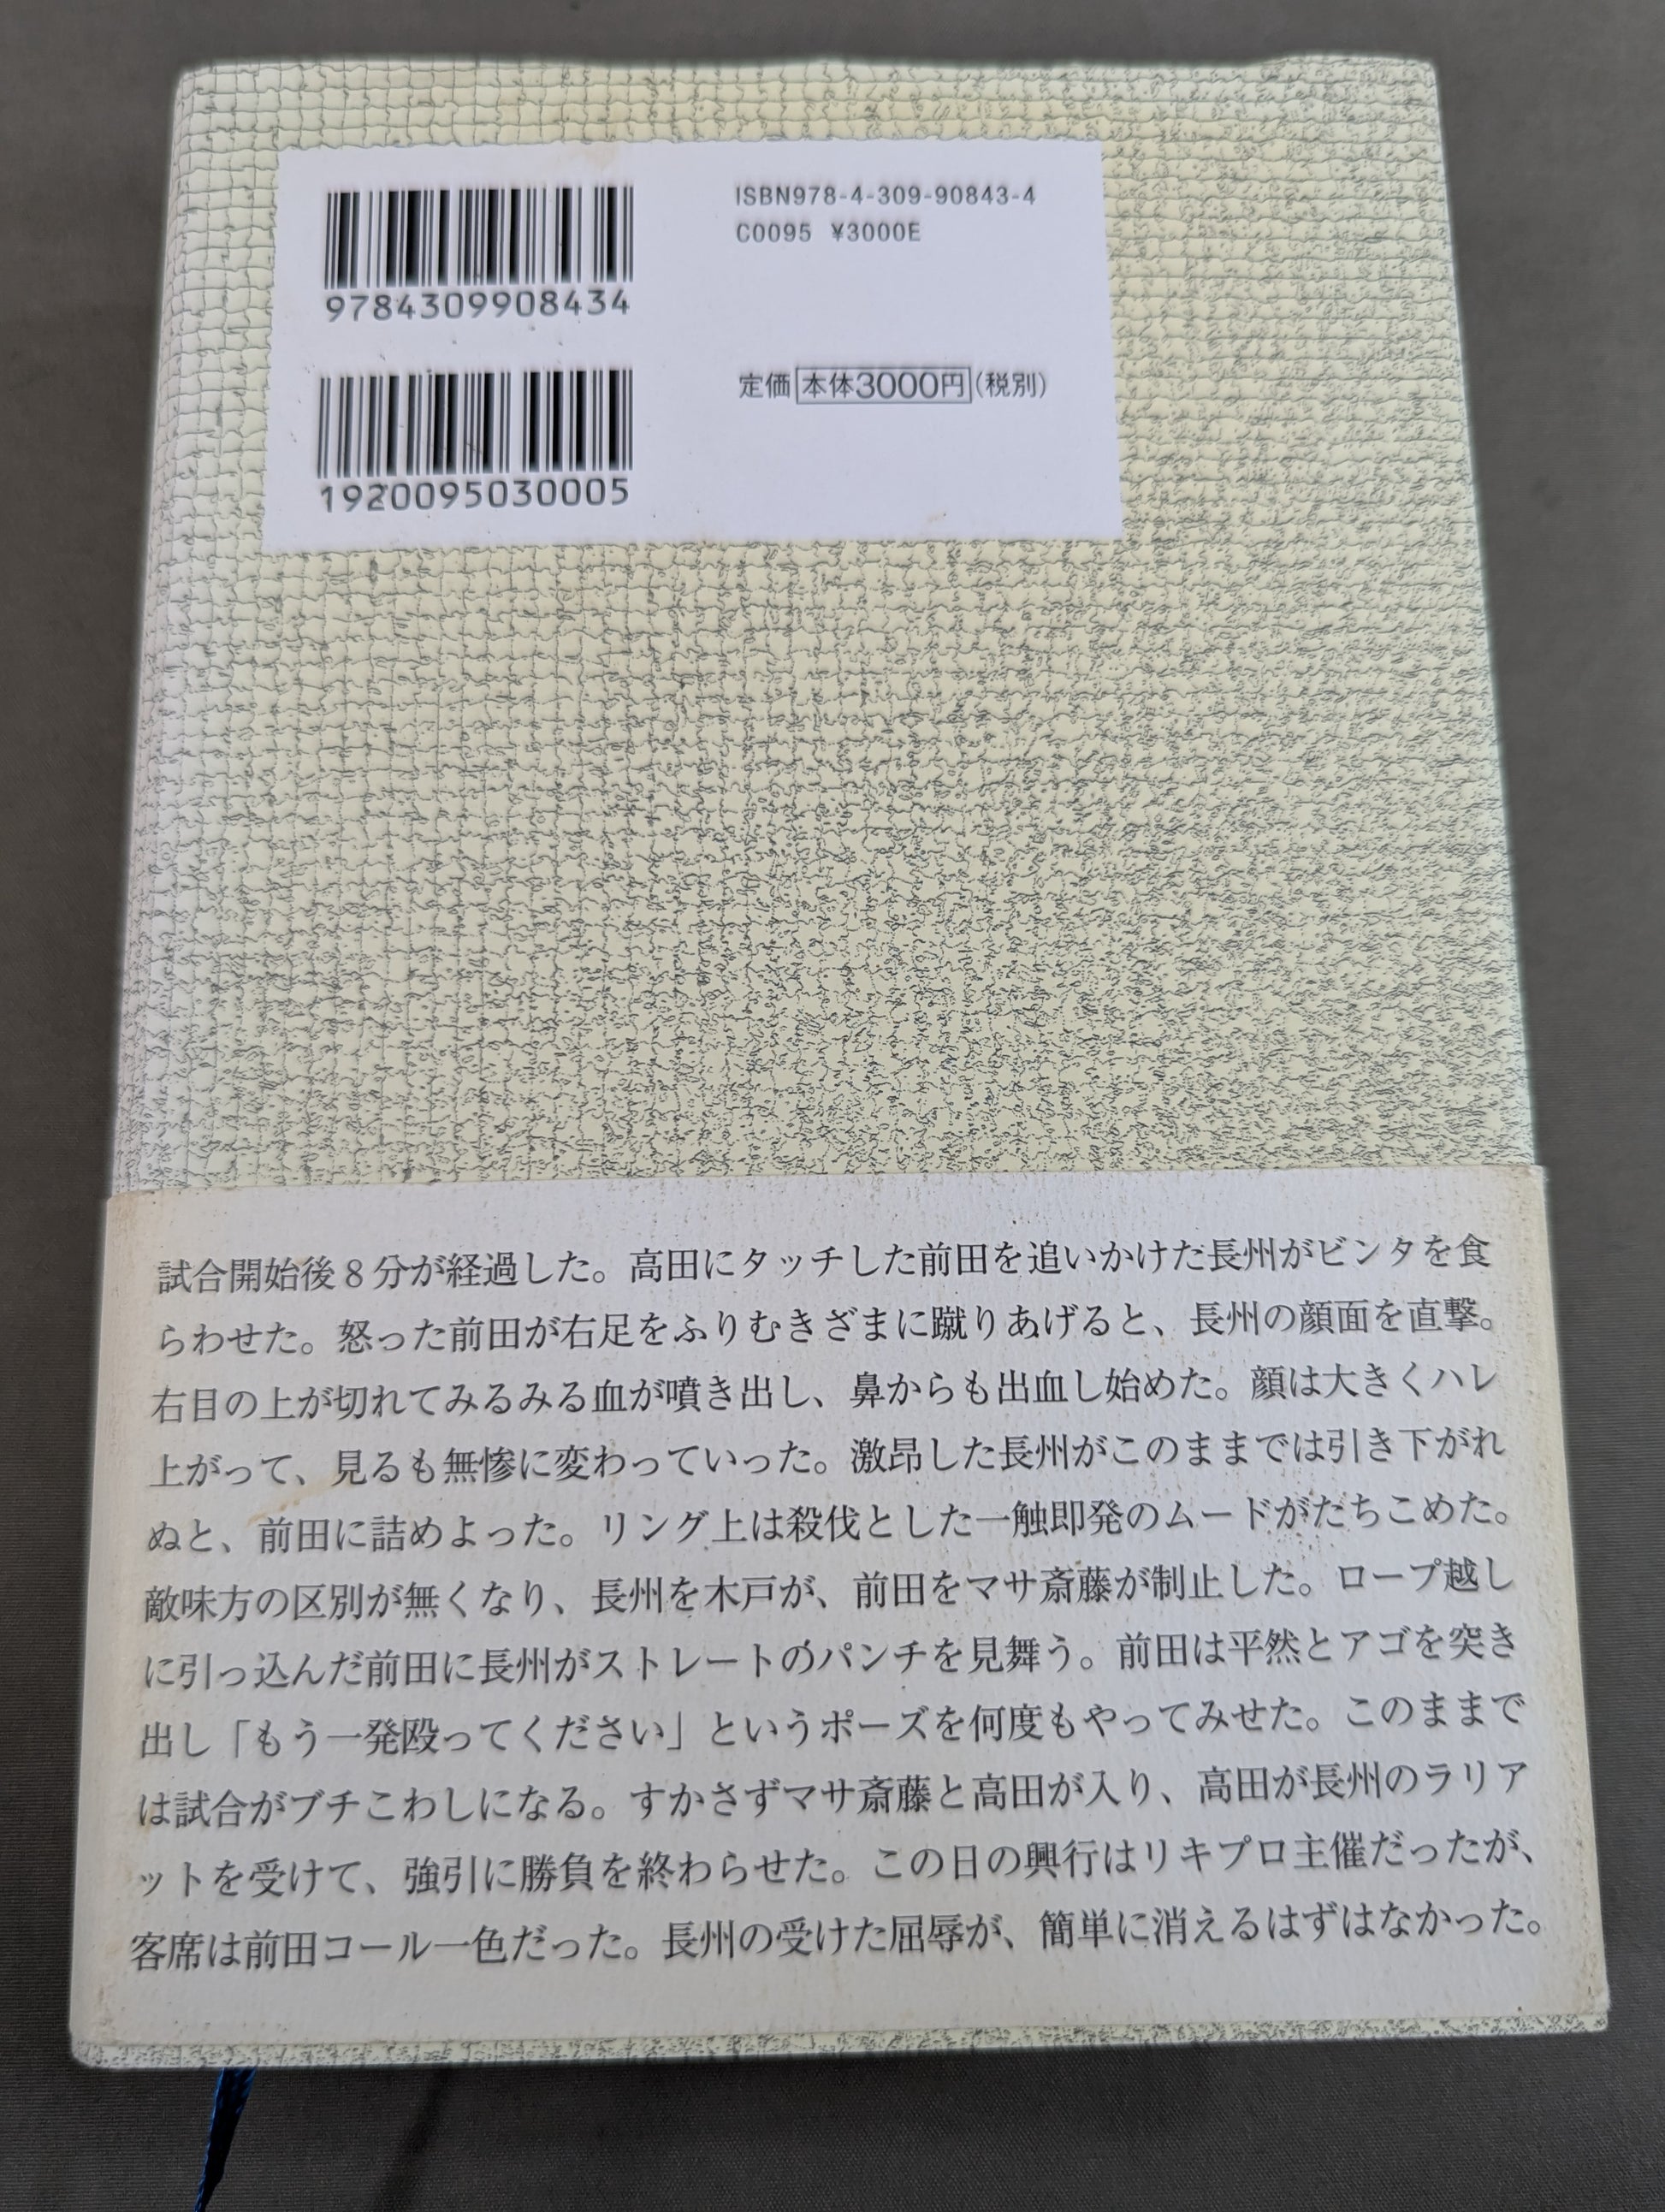 ISBN978-4-309-90843-4
C0095 ¥3000E
9784309908434
定価 本体3000円(税別)
1920095030005
試合開始後8分が経過した。高田にタッチした前田を追いかけた長州がビンタを食
らわせた。怒った前田が右足をふりむきざまに蹴りあげると、長州の顔面を直撃。
右目の上が切れてみるみる血が噴き出し、鼻からも出血し始めた。顔は大きくハレ
上がって、見るも無惨に変わっていった。激昂した長州がこのままでは引き下がれ
ぬと、前田に詰めよった。リング上は殺伐とした一触即発のムードがたちこめた。
敵味方の区別が無くなり、長州を木戸が、前田をマサ斎藤が制止した。ロープ越し
に引っ込んだ前田に長州がストレートのパンチを見舞う。前田は平然とアゴを突き
出し「もう一発殴ってください」というポーズを何度もやってみせた。このままで
は試合がブチこわしになる。すかさずマサ斎藤と高田が入り、高田が長州のラリア
ットを受けて、強引に勝負を終わらせた。この日の興行はリキプロ主催だったが、
客席は前田コール一色だった。長州の受けた屈辱が、簡単に消えるはずはなかった。